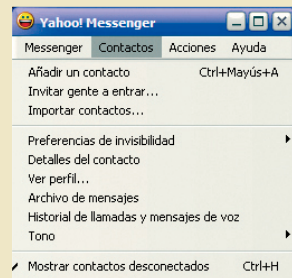 Yahoo! Messenger
Messenger Contactos Acciones Ayuda
Añadir un contacto Ctrl+Mayús+A
Invitar gente a entrar...
Importar contactos...
Preferencias de invisibilidad
Detalles del contacto
Ver perfil...
Archivo de mensajes
Historial de llamadas y mensajes de voz
Tono
Mostrar contactos desconectados Ctrl+H